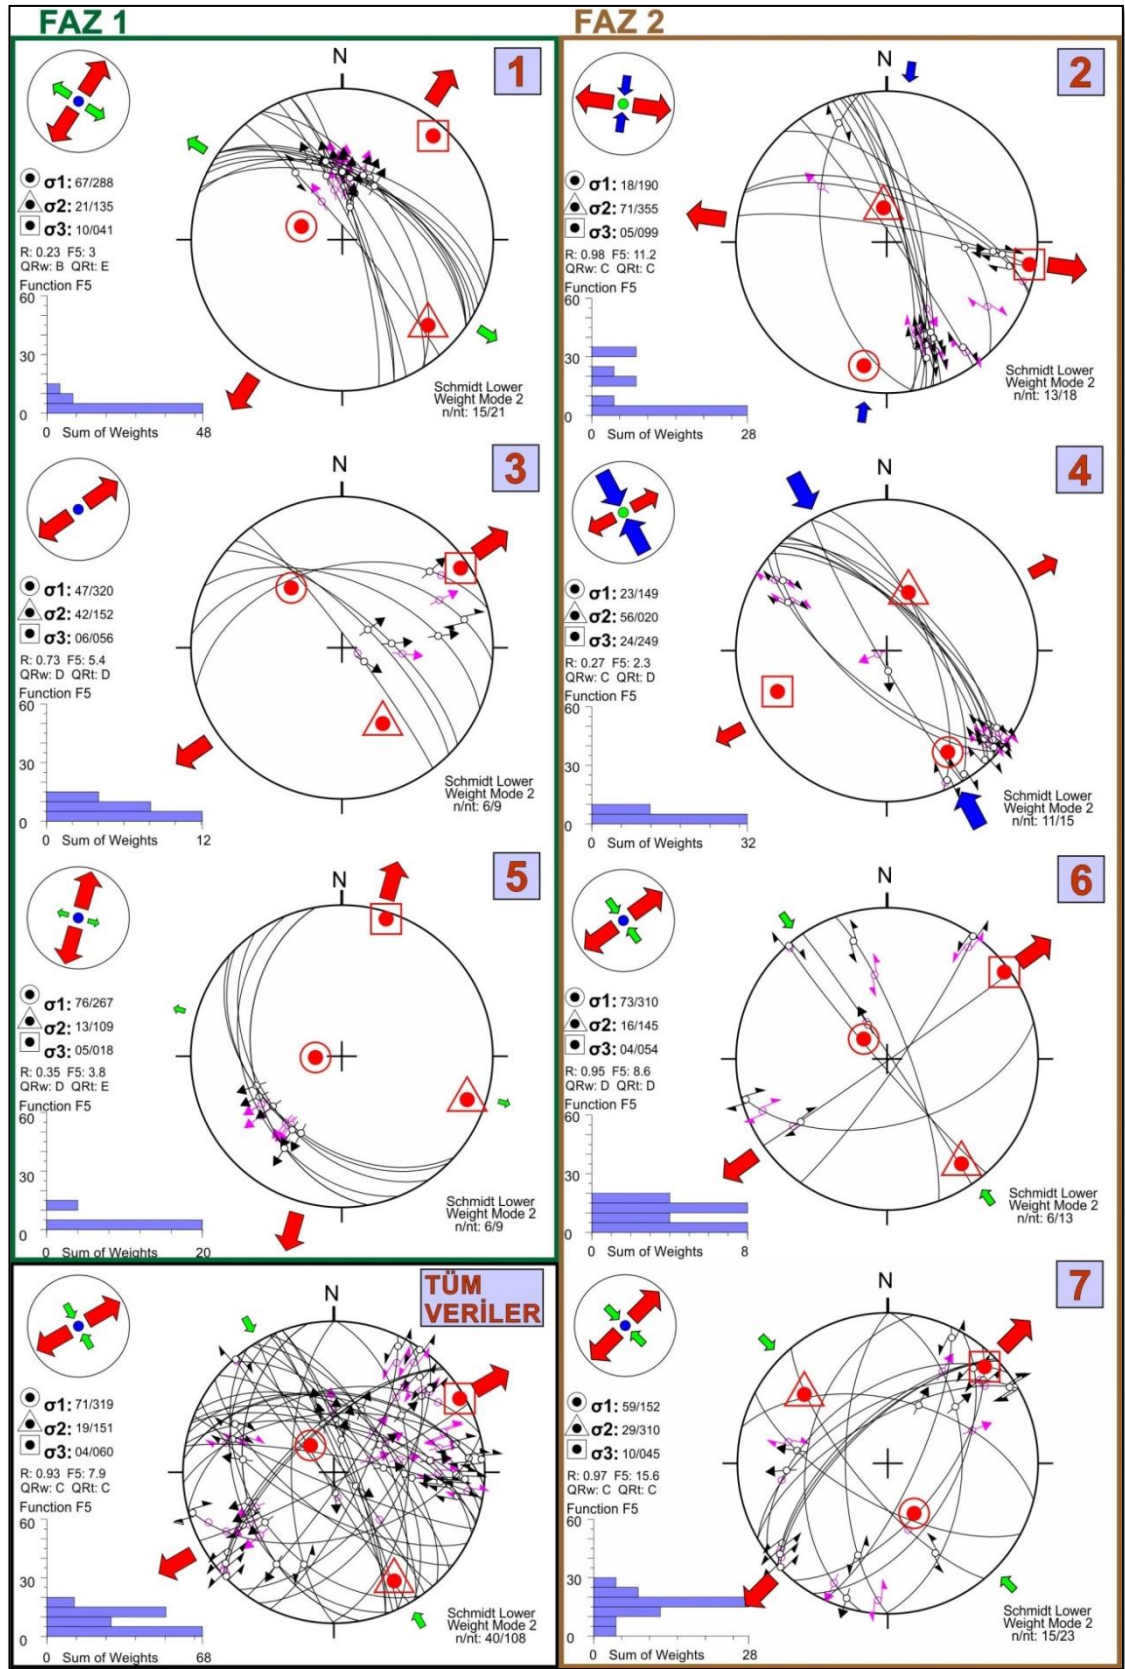 FAZ 1
FAZ 2
1
N
σ1: 67/288
σ2: 21/135
σ3: 10/041
R: 0.23 F5: 3
QRw: B QRt: E
Function F5
60
30
0
0 Sum of Weights 48
Schmidt Lower
Weight Mode 2
n/nt: 15/21
2
N
σ1: 18/190
σ2: 71/355
σ3: 05/099
R: 0.98 F5: 11.2
QRw: C QRt: C
Function F5
60
30
0
0 Sum of Weights 28
Schmidt Lower
Weight Mode 2
n/nt: 13/18
3
N
σ1: 47/320
σ2: 42/152
σ3: 06/056
R: 0.73 F5: 5.4
QRw: D QRt: D
Function F5
60
30
0
0 Sum of Weights 12
Schmidt Lower
Weight Mode 2
n/nt: 6/9
4
N
σ1: 23/149
σ2: 56/020
σ3: 24/249
R: 0.27 F5: 2.3
QRw: C QRt: D
Function F5
60
30
0
0 Sum of Weights 32
Schmidt Lower
Weight Mode 2
n/nt: 11/15
5
N
σ1: 76/267
σ2: 13/109
σ3: 05/018
R: 0.35 F5: 3.8
QRw: D QRt: E
Function F5
60
30
0
0 Sum of Weights 20
Schmidt Lower
Weight Mode 2
n/nt: 6/9
6
N
σ1: 73/310
σ2: 16/145
σ3: 04/054
R: 0.95 F5: 8.6
QRw: D QRt: D
Function F5
60
30
0
0 Sum of Weights 8
Schmidt Lower
Weight Mode 2
n/nt: 6/13
TÜM
VERİLER
N
σ1: 71/319
σ2: 19/151
σ3: 04/060
R: 0.93 F5: 7.9
QRw: C QRt: C
Function F5
60
30
0
0 Sum of Weights 68
Schmidt Lower
Weight Mode 2
n/nt: 40/108
7
N
σ1: 59/152
σ2: 29/310
σ3: 10/045
R: 0.97 F5: 15.6
QRw: C QRt: C
Function F5
60
30
0
0 Sum of Weights 28
Schmidt Lower
Weight Mode 2
n/nt: 15/23